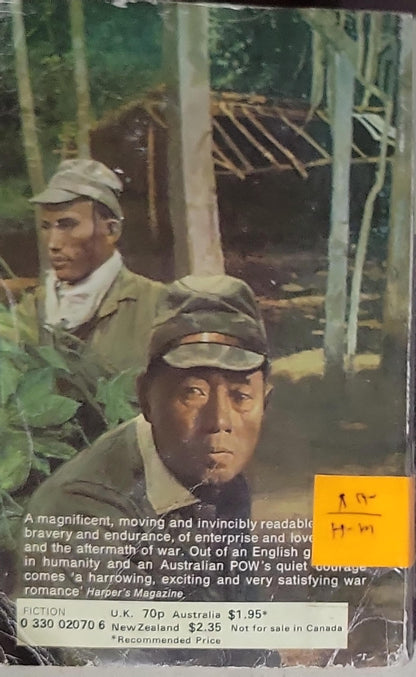 A magnificent, moving and invincibly readable
bravery and endurance, of enterprise and love
and the aftermath of war. Out of an English g
in humanity and an Australian POW's quiet courage
comes 'a harrowing, exciting and very satisfying war
romance' Harper's Magazine
FICTION
U.K. 70p Australia $1.95*
0 330 02070 6 New Zealand $2.35 Not for sale in Canada
*Recommended Price